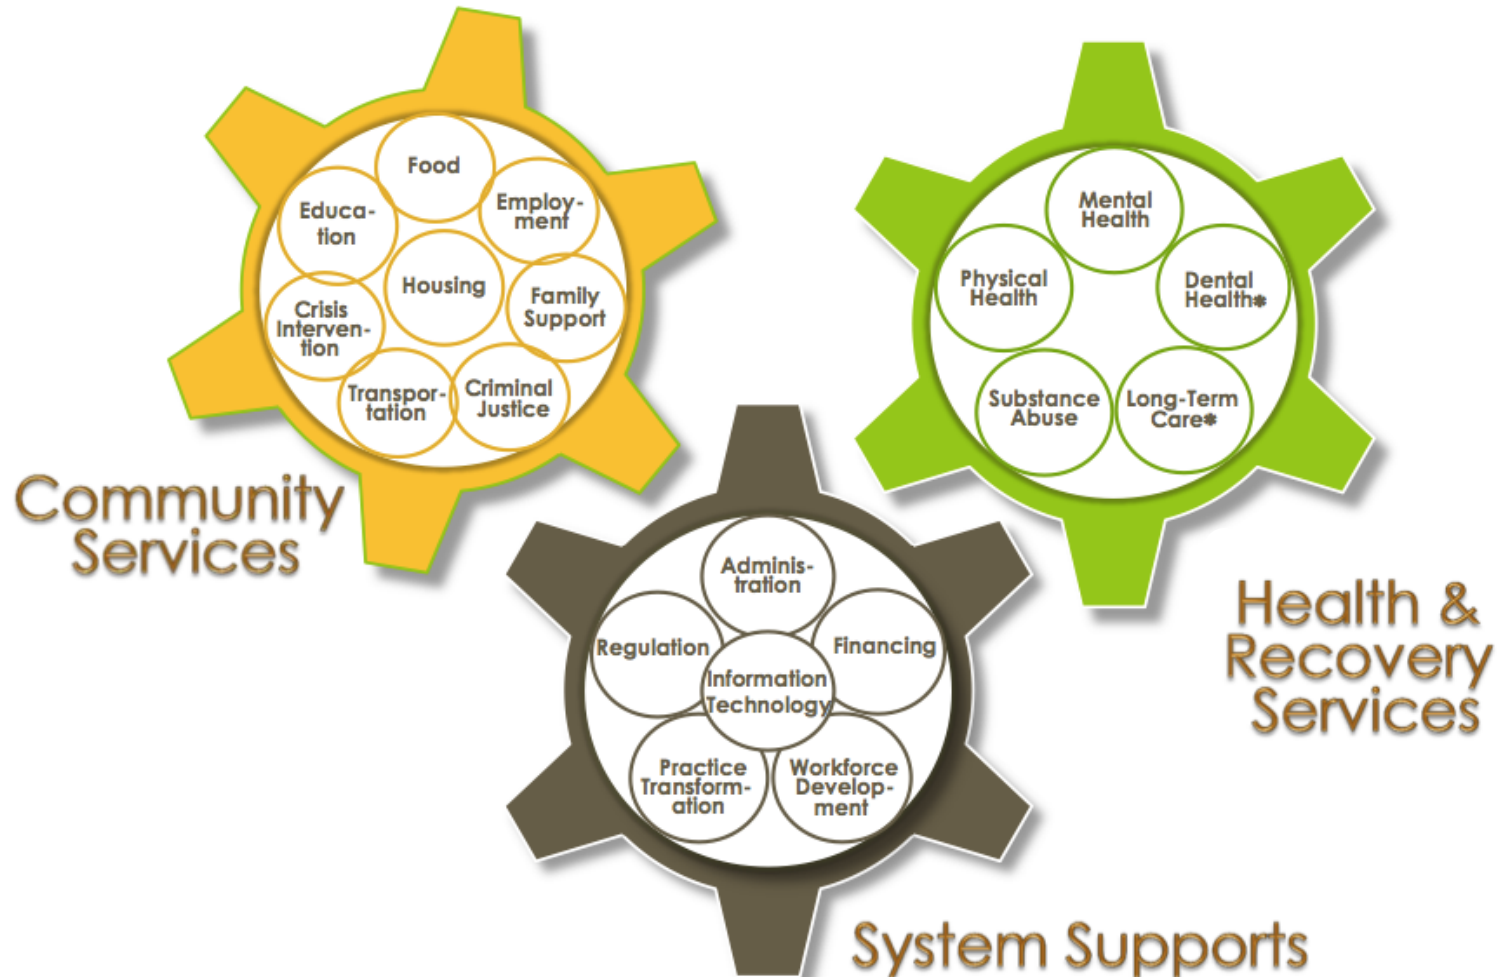 Food
Employ-
ment
Educa-
tion
Housing
Family
Support
Crisis
Interven-
tion
Transpor-
tation
Criminal
Justice
Community
Services
Mental
Health
Physical
Health
Dental
Health*
Substance
Abuse
Long-Term
Care*
Health &
Recovery
Services
Adminis-
tration
Regulation
Financing
Information
Technology
Practice
Transform-
ation
Workforce
Develop-
ment
System Supports